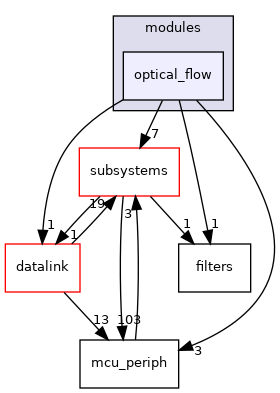 modules
optical_flow
7
subsystems
19
3
1
1
1
1
datalink
filters
13
103
mcu_periph
3